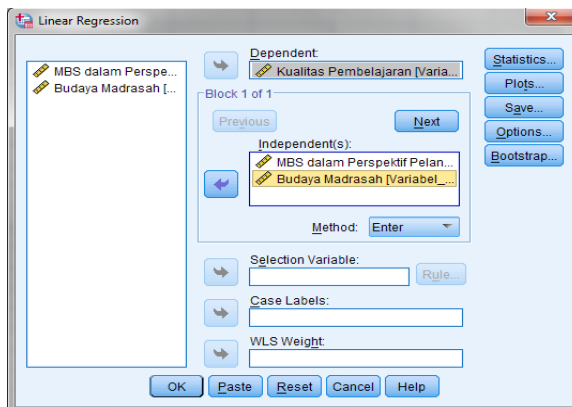 Linear Regression
MBS dalam Perspe...
Budaya Madrasah [...
Dependent:
Kualitas Pembelajaran [Varia...
Block 1 of 1
Previous
Next
Independent(s):
MBS dalam Perspektif Pelan...
Budaya Madrasah [Variabel_...
Method:
Enter
Selection Variable:
Rule...
Case Labels:
WLS Weight:
Statistics...
Plots...
Save...
Options...
Bootstrap...
OK
Paste
Reset
Cancel
Help